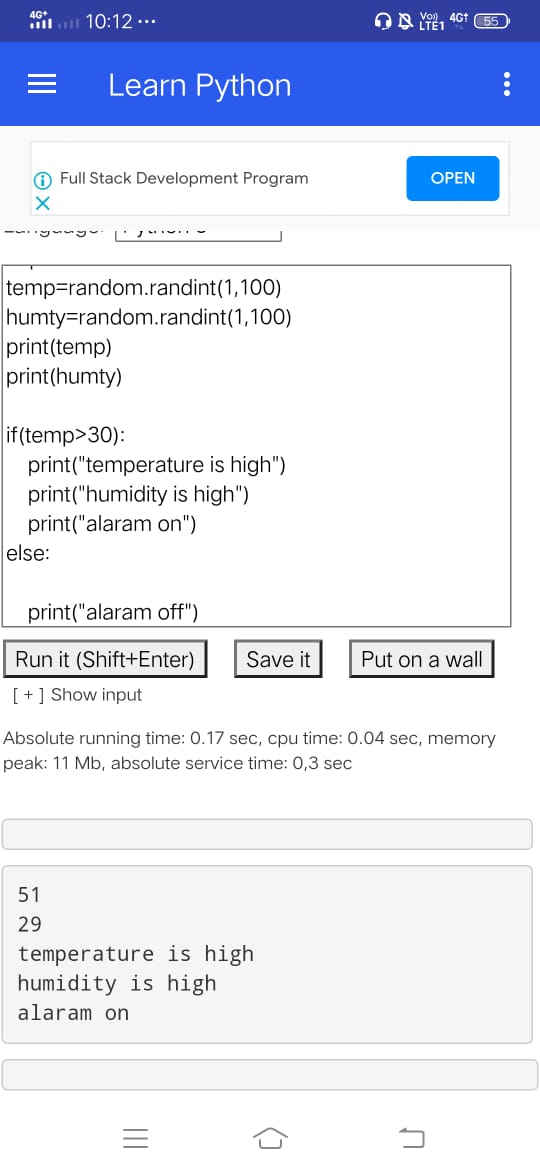 4G+ 10:12 ... Vo)) LTE1 4G† 55
Learn Python
Full Stack Development Program
OPEN
temp=random.randint(1,100)
humty=random.randint(1,100)
print(temp)
print(humty)
if(temp>30):
print("temperature is high")
print("humidity is high")
print("alaram on")
else:
print("alaram off")
Run it (Shift+Enter) Save it Put on a wall
[ + ] Show input
Absolute running time: 0.17 sec, cpu time: 0.04 sec, memory
peak: 11 Mb, absolute service time: 0,3 sec
51
29
temperature is high
humidity is high
alaram on